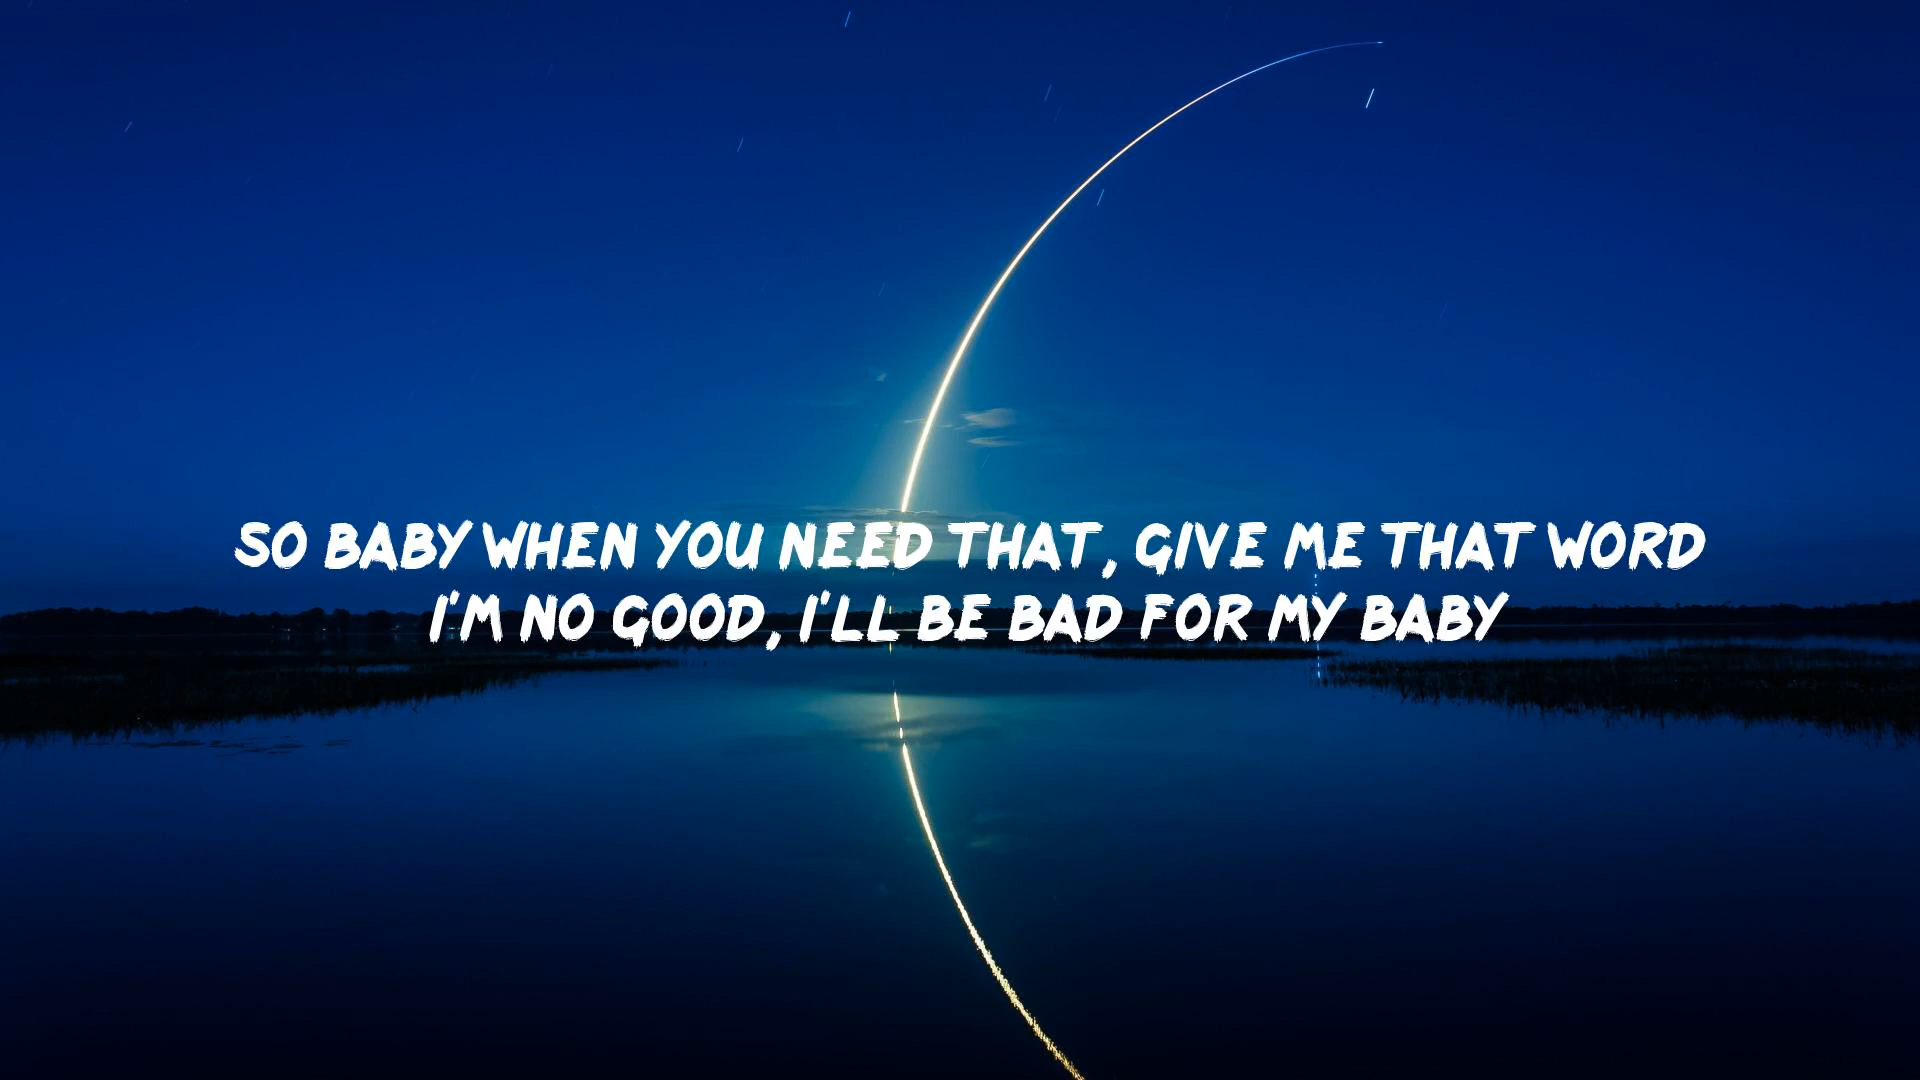 SO BABY WHEN YOU NEED THAT, GIVE ME THAT WORD
I'M NO GOOD, I'LL BE BAD FOR MY BABY